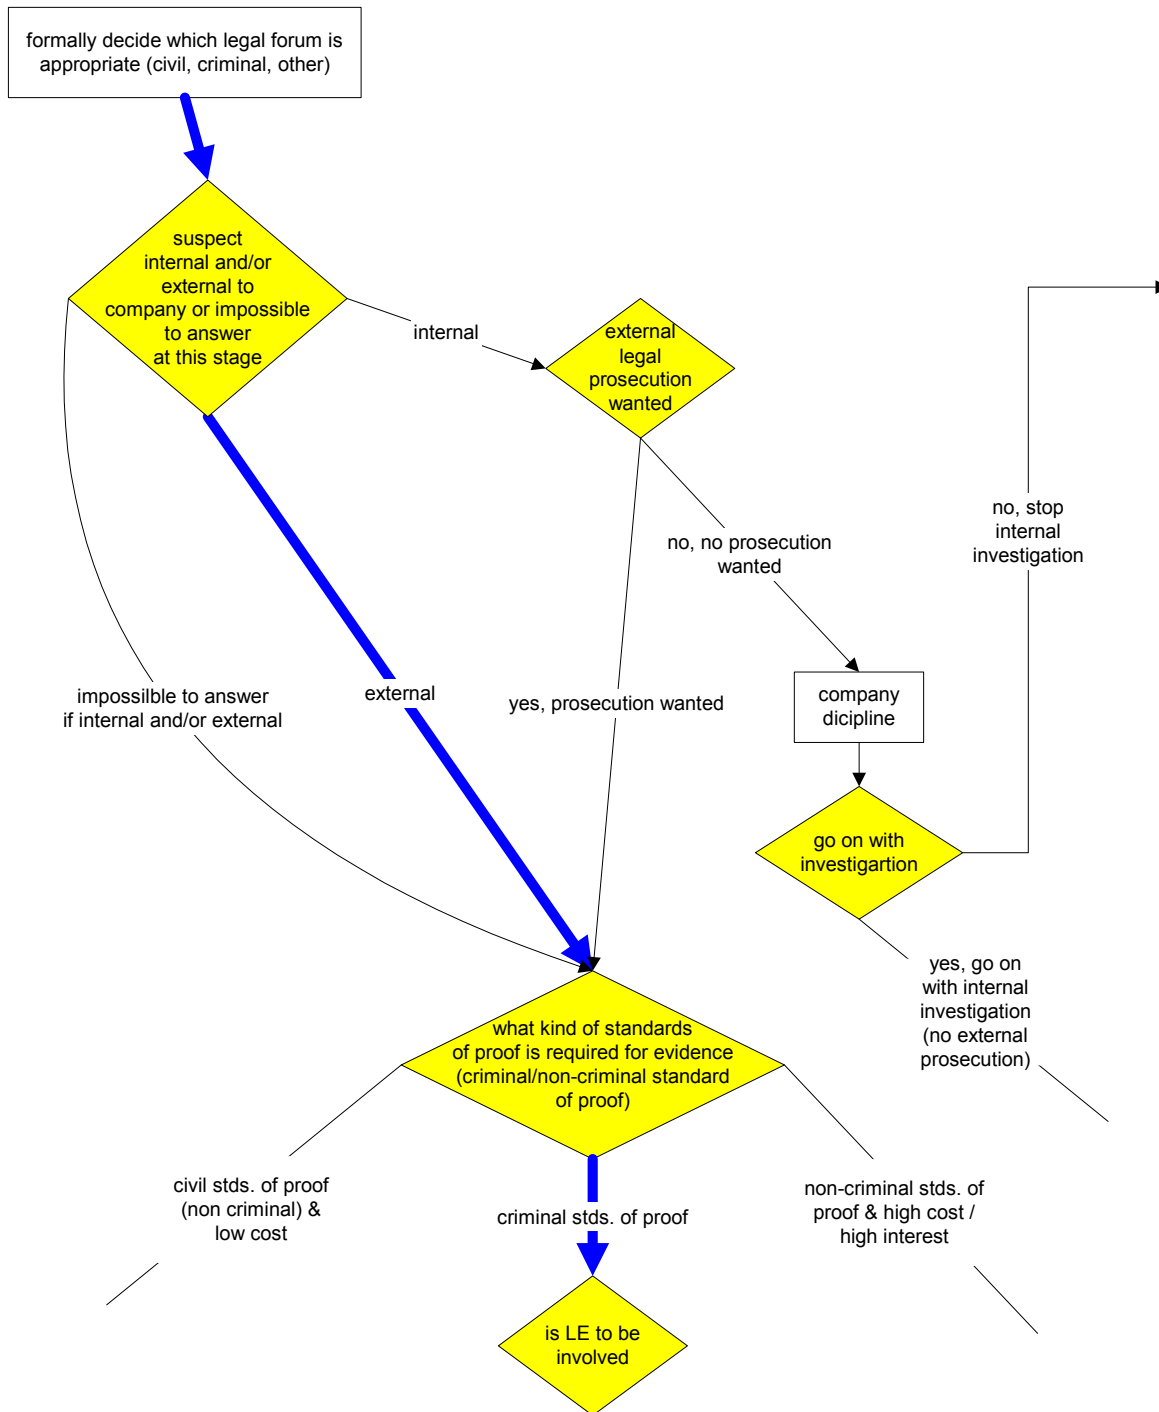 formally decide which legal forum is
appropriate (civil, criminal, other)
suspect
internal and/or
external to
company or impossible
to answer
at this stage
internal
external
legal
prosecution
wanted
no, stop
internal
investigation
no, no prosecution
wanted
impossilble to answer
if internal and/or external
external
yes, prosecution wanted
company
dicipline
go on with
investigartion
yes, go on
with internal
investigation
(no external
prosecution)
what kind of standards
of proof is required for evidence
(criminal/non-criminal standard
of proof)
civil stds. of proof
(non criminal) &
low cost
criminal stds. of proof
non-criminal stds. of
proof & high cost /
high interest
is LE to be
involved